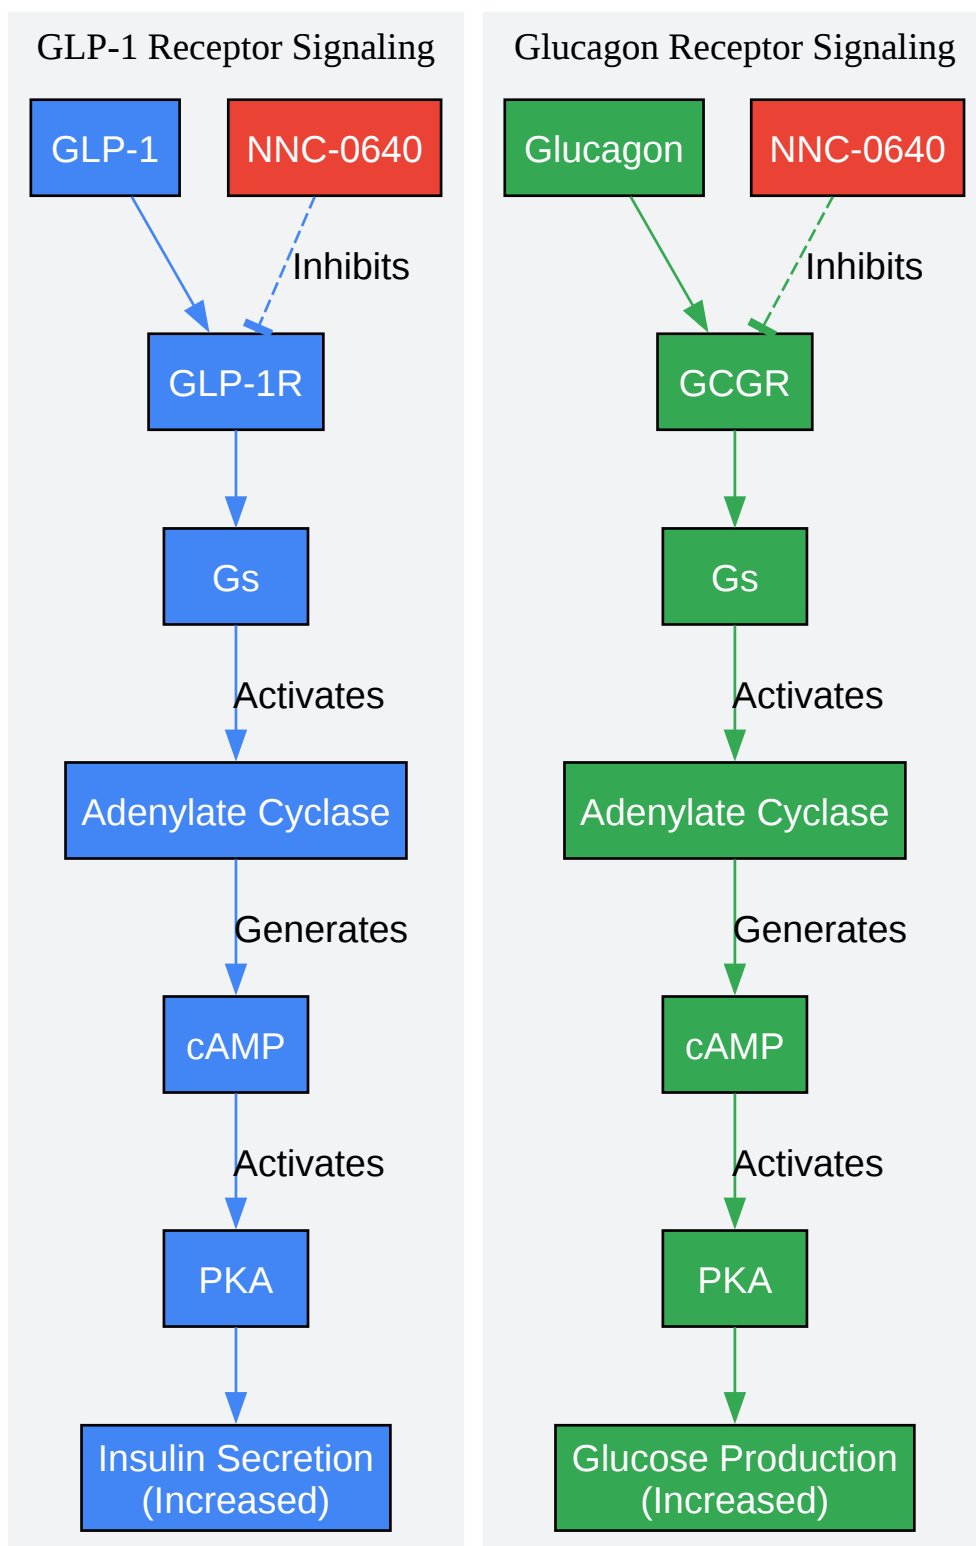 GLP-1 Receptor Signaling
GLP-1
NNC-0640
Inhibits
GLP-1R
Gs
Activates
Adenylate Cyclase
Generates
cAMP
Activates
PKA
Insulin Secretion
(Increased)
Glucagon Receptor Signaling
Glucagon
NNC-0640
Inhibits
GCGR
Gs
Activates
Adenylate Cyclase
Generates
cAMP
Activates
PKA
Glucose Production
(Increased)